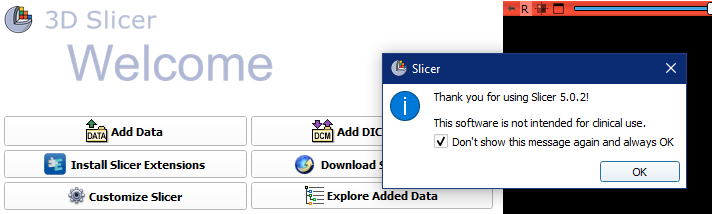 3D Slicer
Welcome
R
Slicer
Thank you for using Slicer 5.0.2!
This software is not intended for clinical use.
Don't show this message again and always OK
OK
DATA Add Data
DCM Add DIC
Install Slicer Extensions
Download S
Customize Slicer
Explore Added Data